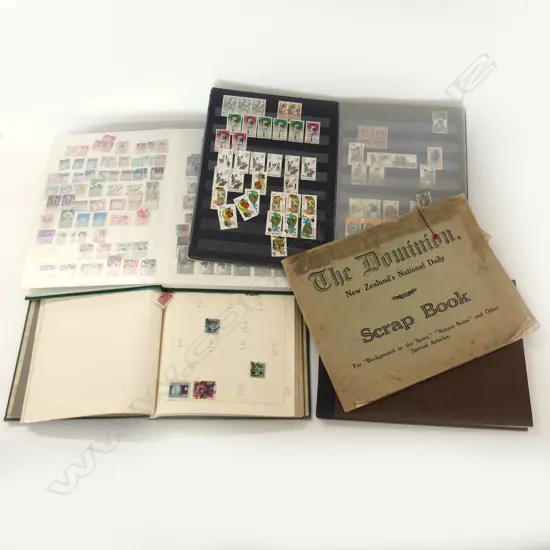 The Dominion,
New Zealand's National Daily
Scrap Book
For "Background to the News," "Nature Notes" and Other
Special Articles.